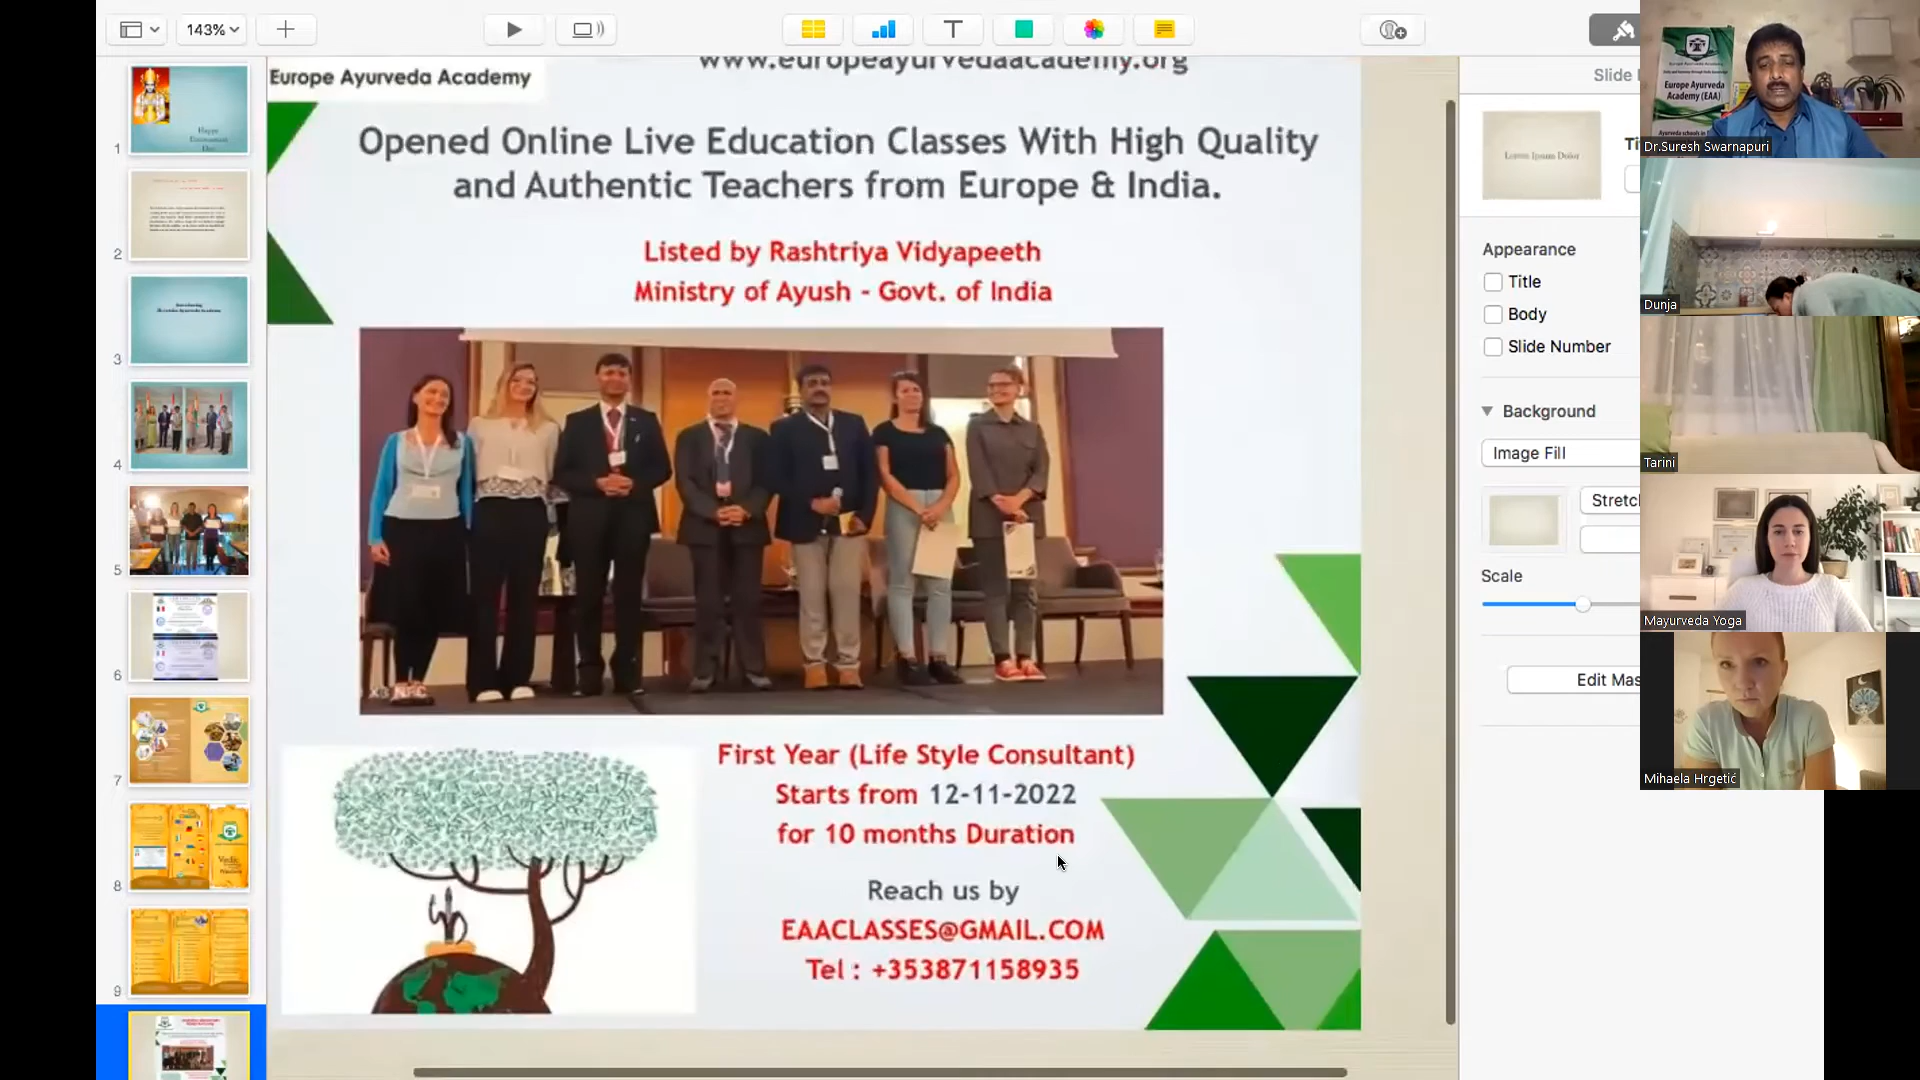 143%
Europe Ayurveda Academy
www.europeayurvedaacademy.org
Opened Online Live Education Classes With High Quality
and Authentic Teachers from Europe & India.
Listed by Rashtriya Vidyapeeth
Ministry of Ayush - Govt. of India
First Year (Life Style Consultant)
Starts from 12-11-2022
for 10 months Duration
Reach us by
EAACLASSES@GMAIL.COM
Tel : +353871158935
1
Happy
2
3
4
5
6
7
8
9
Slide
Lorem Ipsum Dolor
Appearance
Title
Body
Slide Number
Background
Image Fill
Scale
Europe Ayurveda
Academy (EAA)
Dr.Suresh Swarnapuri
Dunja
Tarini
Mayurveda Yoga
Mihaela Hrgetić